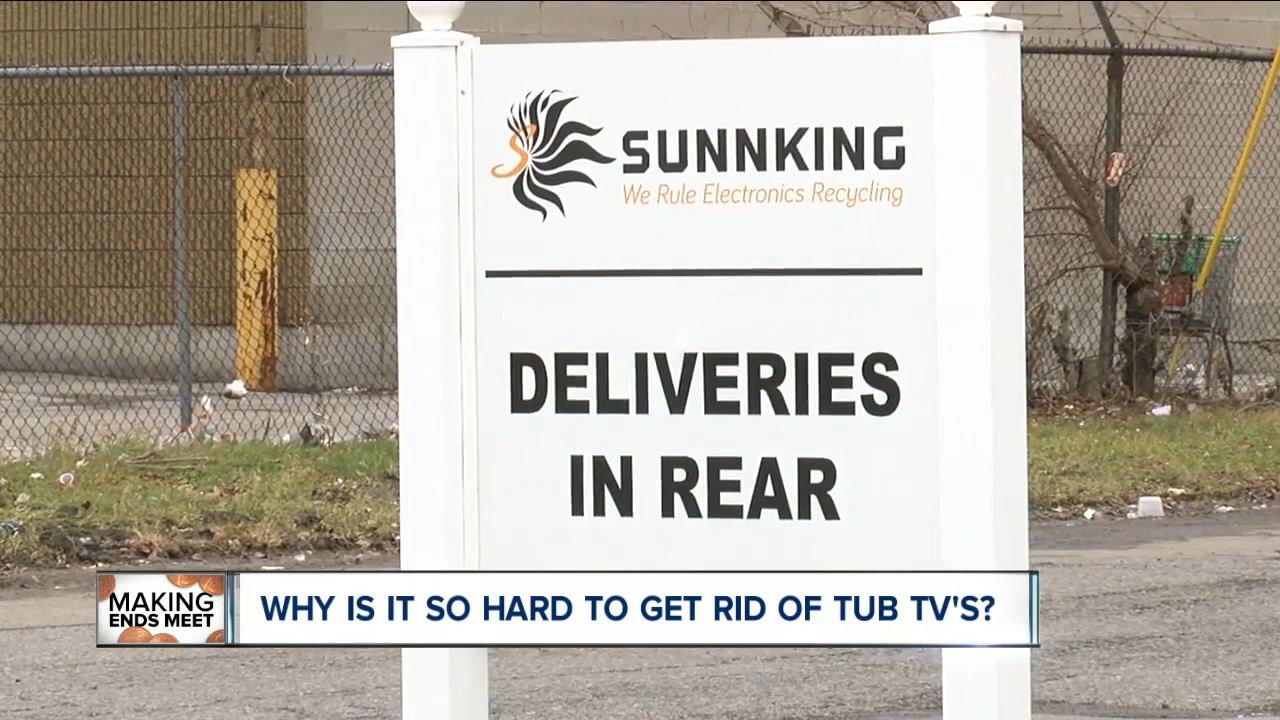 SUNNKING
We Rule Electronics Recycling
DELIVERIES
IN REAR
MAKING
ENDS MEET
WHY IS IT SO HARD TO GET RID OF TUB TV'S?